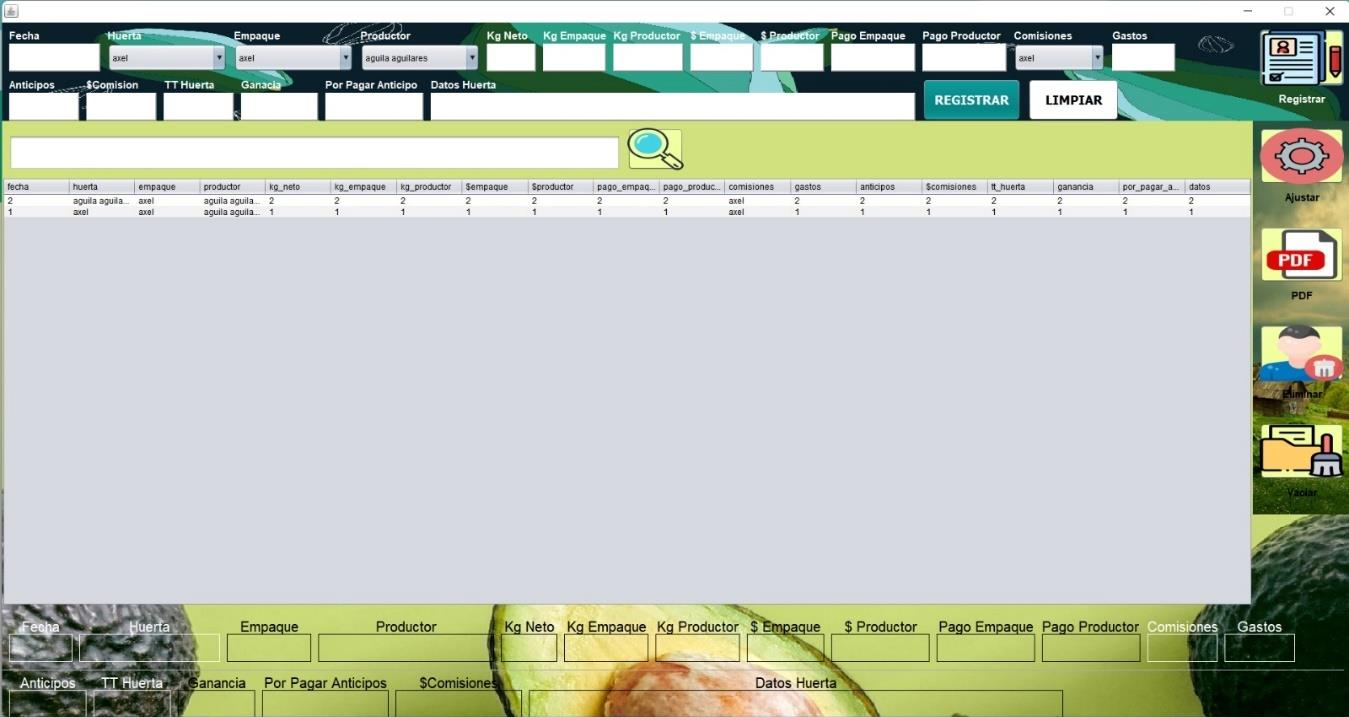 Fecha Huerta Empaque Productor Kg Neto Kg Empaque Kg Productor $ Empaque $ Productor Pago Empaque Pago Productor Comisiones Gastos
axel axel aguila aguilares axel
Registrar
Anticipos $Comision TT Huerta Ganacia Por Pagar Anticipo Datos Huerta
REGISTRAR LIMPIAR
fecha huerta empaque productor kg_neto kg_empaque kg_productor $empaque $productor pago_empaq... pago_produc... comisiones gastos anticipos $comisiones tt_huerta ganancia por_pagar_a... datos
2 aguila aguila... axel aguila aguila... 2 2 2 2 2 2 2 axel 2 2 2 2 2 2 2
1 axel axel aguila aguila... 1 1 1 1 1 1 1 axel 1 1 1 1 1 1 1
Ajustar
PDF
PDF
Eliminar
Vaciar
Fecha Huerta Empaque Productor Kg Neto Kg Empaque Kg Productor $ Empaque $ Productor Pago Empaque Pago Productor Comisiones Gastos
Anticipos TT Huerta Ganancia Por Pagar Anticipos $Comisiones Datos Huerta